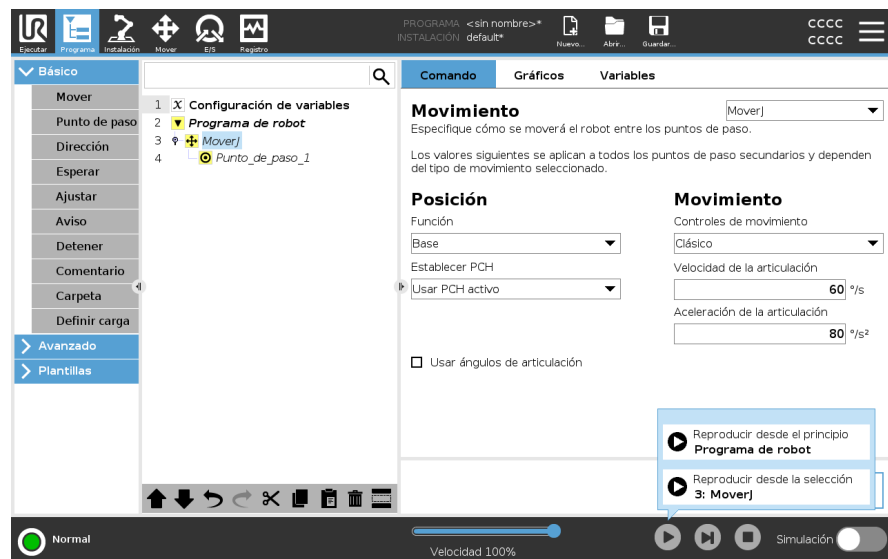 PROGRAMA <sin nombre>*
INSTALACIÓN default*
UR
Ejecutar
Programa
Instalación
Mover
E/S
Registro
Nuevo...
Abrir...
Guardar...
CCCC
CCCC
Básico
Mover
Punto de paso
Dirección
Esperar
Ajustar
Aviso
Detener
Comentario
Carpeta
Definir carga
Avanzado
Plantillas
1 X Configuración de variables
2 Programa de robot
3 MoverJ
4 Punto_de_paso_1
Comando Gráficos Variables
Movimiento
MoverJ
Especifique cómo se moverá el robot entre los puntos de paso.
Los valores siguientes se aplican a todos los puntos de paso secundarios y dependen
del tipo de movimiento seleccionado.
Posición
Función
Base
Establecer PCH
Usar PCH activo
Usar ángulos de articulación
Movimiento
Controles de movimiento
Clásico
Velocidad de la articulación
60 °/s
Aceleración de la articulación
80 °/s²
Reproducir desde el principio
Programa de robot
Reproducir desde la selección
3: MoverJ
Normal
Velocidad 100%
Simulación